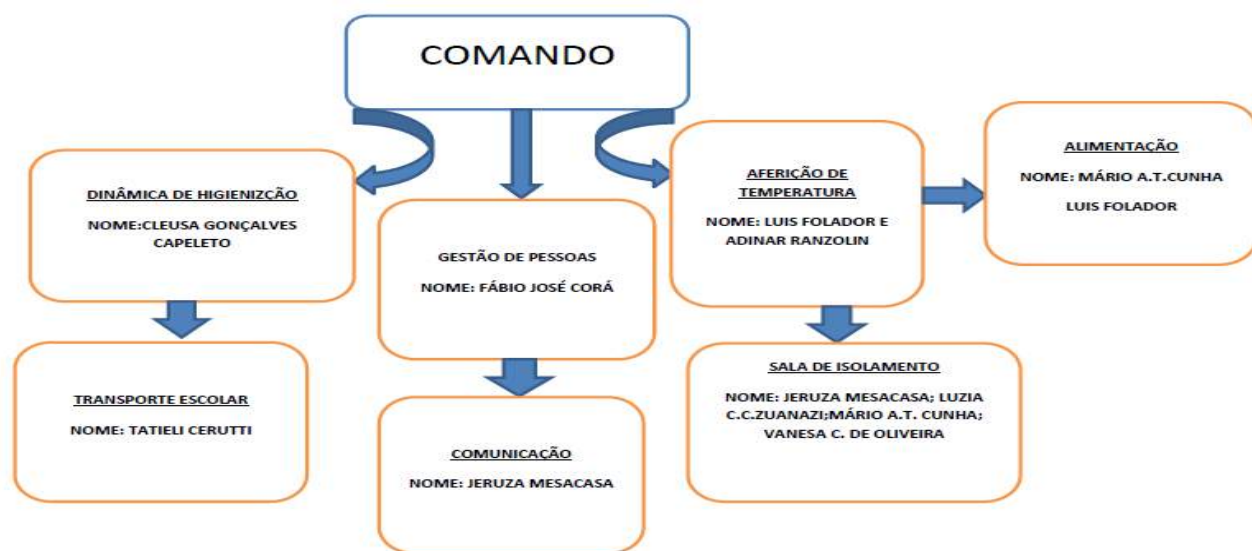 COMANDO
DINÂMICA DE HIGIENIZÇÃO
NOME:CLEUSA GONÇALVES
CAPELETO
GESTÃO DE PESSOAS
NOME: FÁBIO JOSÉ CORÁ
AFERIÇÃO DE
TEMPERATURA
NOME: LUIS FOLADOR E
ADINAR RANZOLIN
ALIMENTAÇÃO
NOME: MÁRIO A.T.CUNHA
LUIS FOLADOR
TRANSPORTE ESCOLAR
NOME: TATIELI CERUTTI
COMUNICAÇÃO
NOME: JERUZA MESACASA
SALA DE ISOLAMENTO
NOME: JERUZA MESACASA; LUZIA
C.C.ZUANAZI;MÁRIO A.T. CUNHA;
VANESA C. DE OLIVEIRA